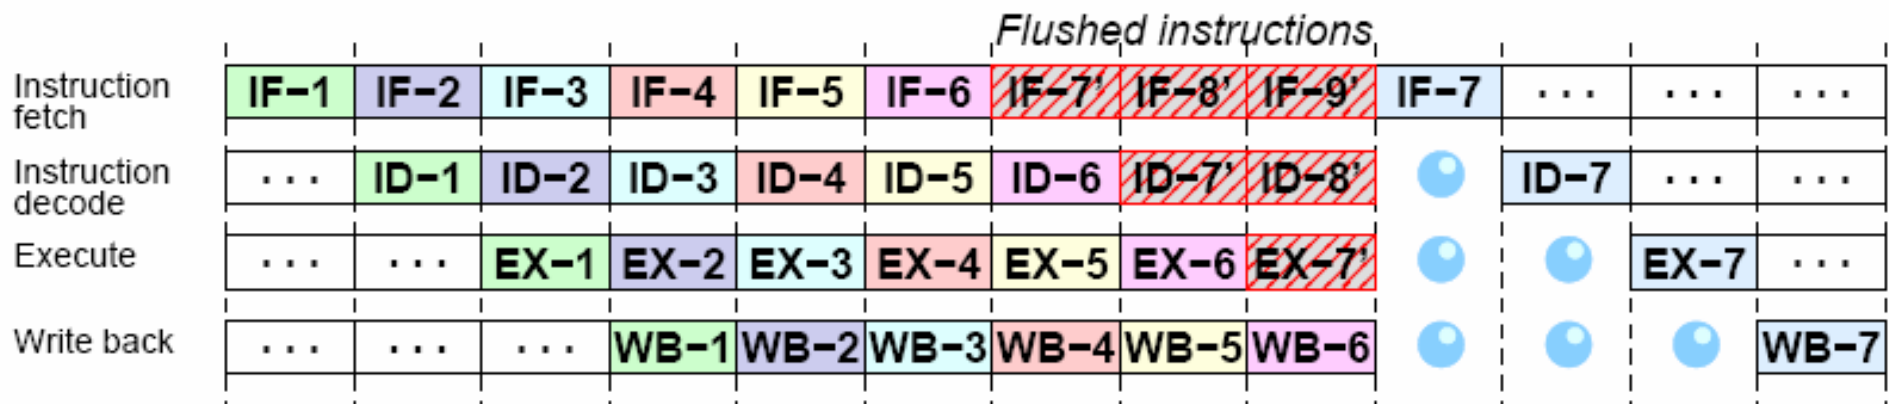 Flushed instructions
Instruction fetch IF−1 IF−2 IF−3 IF−4 IF−5 IF−6 IF−7’ IF−8’ IF−9’ IF−7 ... ... ...
Instruction decode ... ID−1 ID−2 ID−3 ID−4 ID−5 ID−6 ID−7’ ID−8’ ID−7 ... ...
Execute ... ... EX−1 EX−2 EX−3 EX−4 EX−5 EX−6 EX−7’ EX−7 ...
Write back ... ... ... WB−1 WB−2 WB−3 WB−4 WB−5 WB−6 WB−7